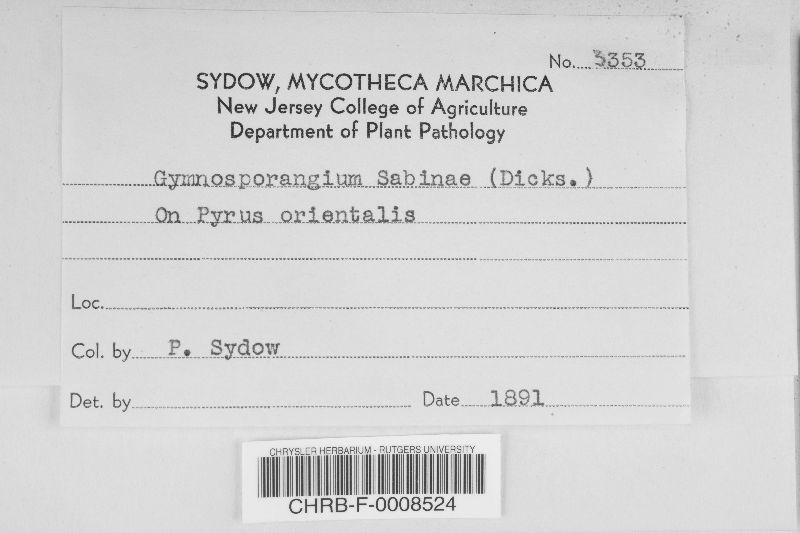 No. 3353
SYDOW, MYCOTHECA MARCHICA
New Jersey College of Agriculture
Department of Plant Pathology
Gymnosporangium Sabinae (Dicks.)
On Pyrus orientalis
Loc.
Col. by P. Sydow
Det. by Date 1891
CHRYSLER HERBARIUM - RUTGERS UNIVERSITY
CHRB-F-0008524